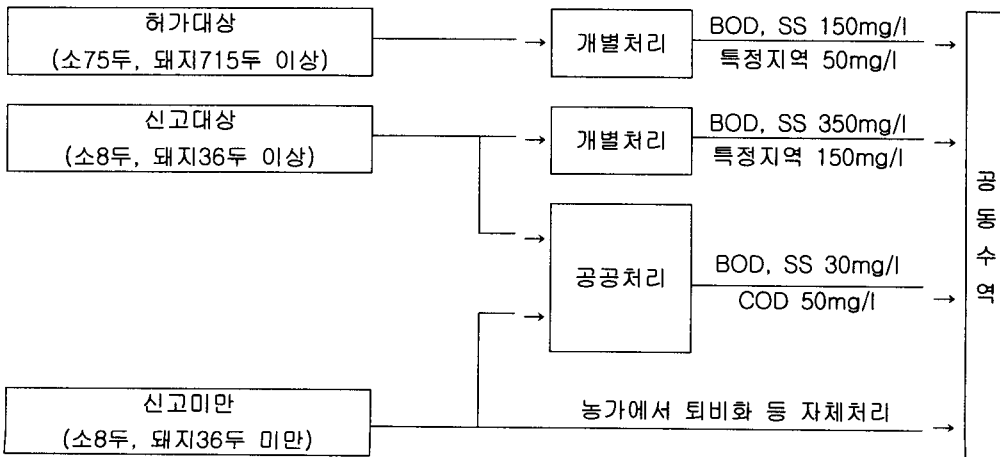 허가대상
(소75두, 돼지715두 이상)
→
개별처리
BOD, SS 150mg/l
특정지역 50mg/l
→
신고대상
(소8두, 돼지36두 이상)
→
개별처리
BOD, SS 350mg/l
특정지역 150mg/l
→
→
공공처리
→
BOD, SS 30mg/l
COD 50mg/l
→
신고미만
(소8두, 돼지36두 미만)
농가에서 퇴비화 등 자체처리
→
공
동
수
역